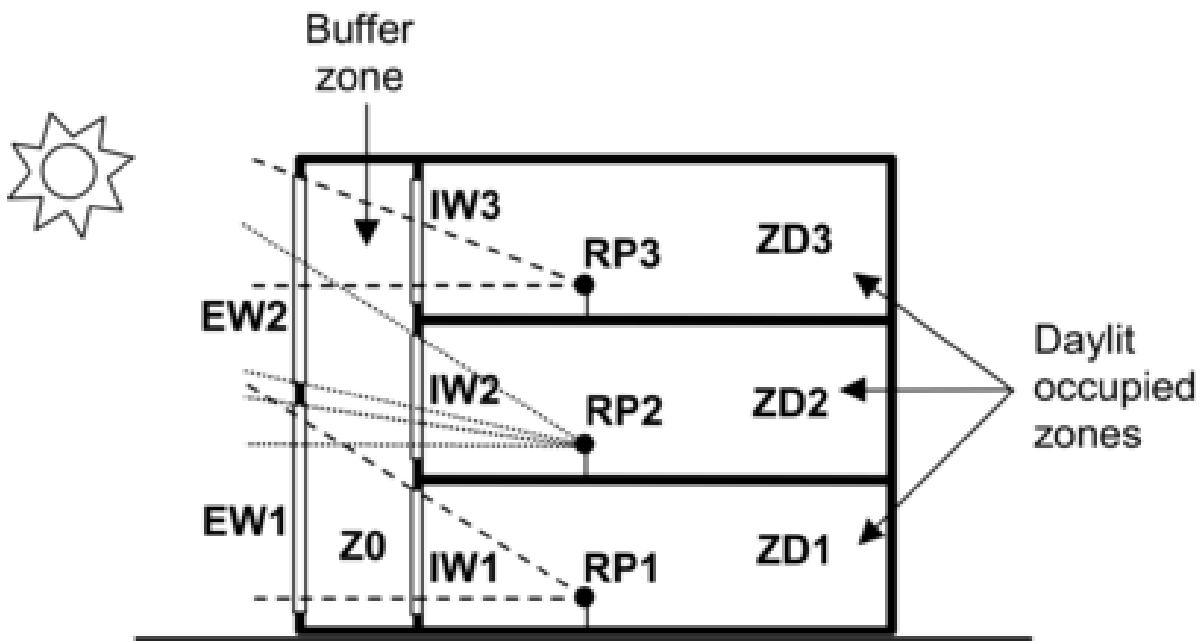 Buffer
zone
IW3
RP3
ZD3
EW2
Daylit
occupied
zones
IW2
RP2
ZD2
EW1
Z0
IW1
RP1
ZD1